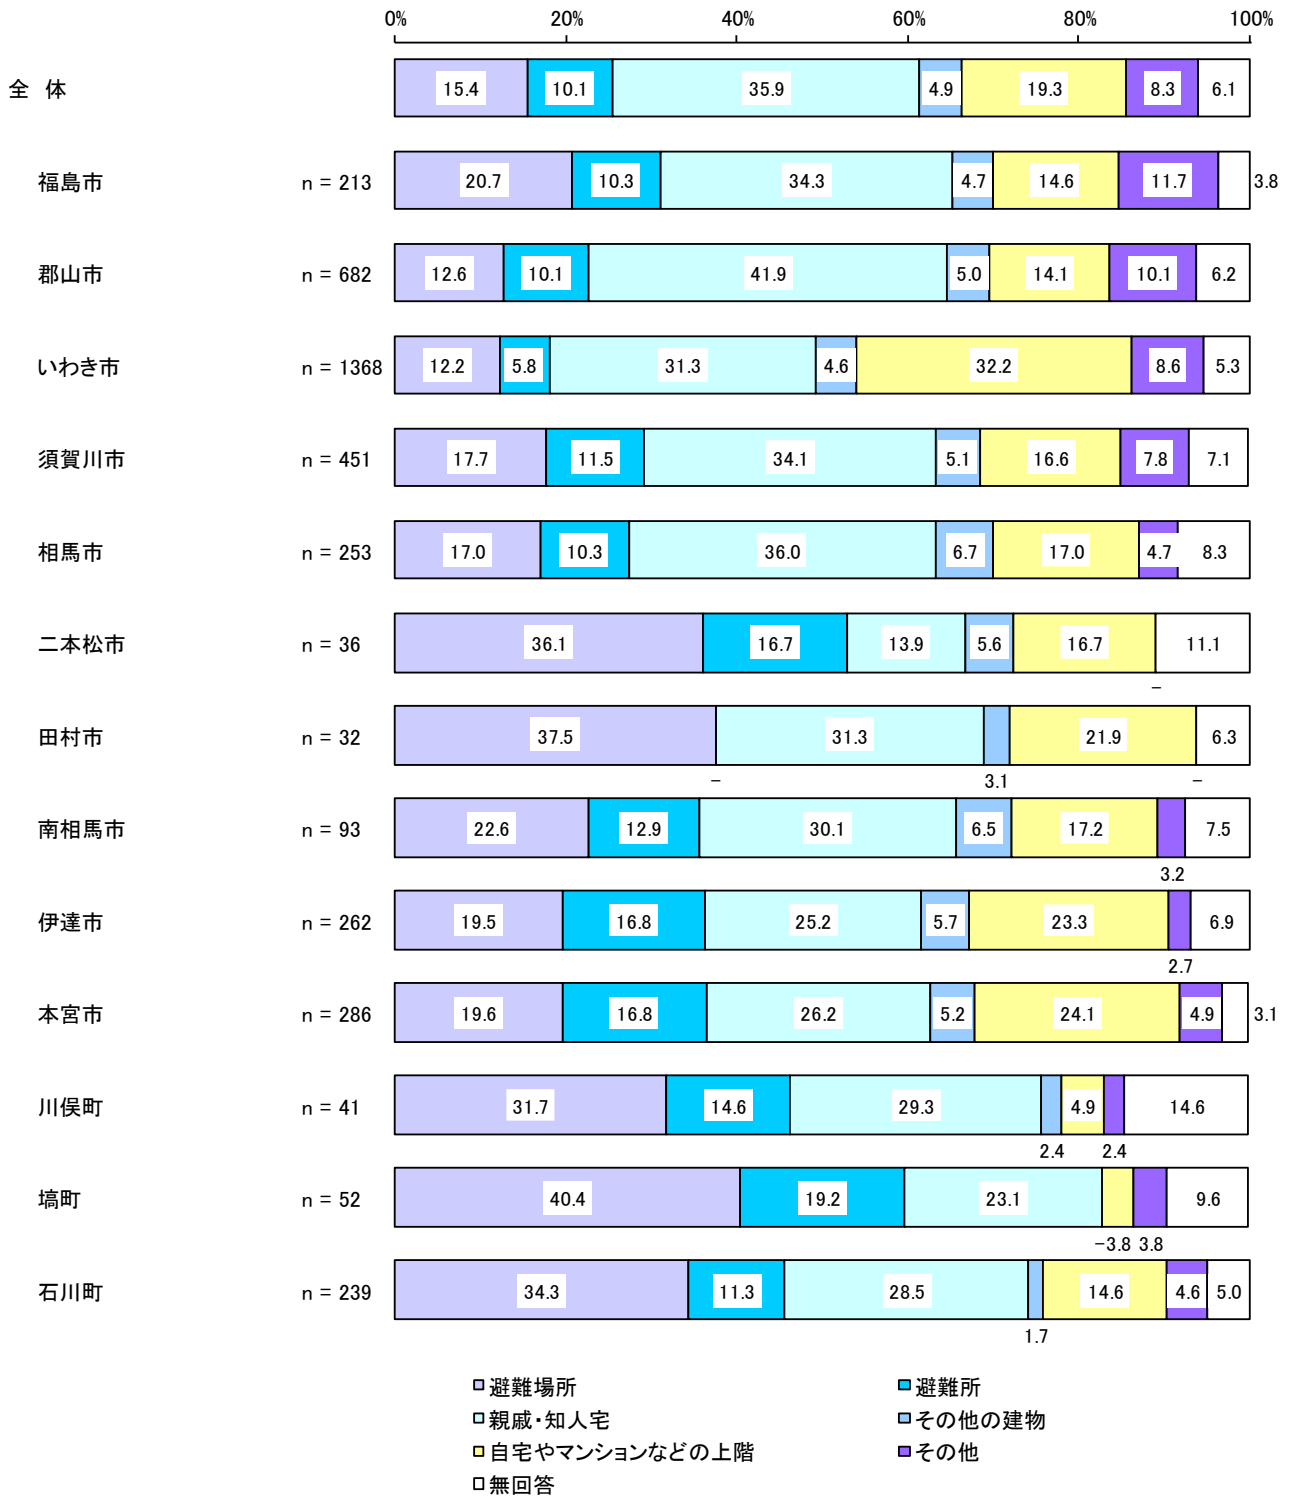 0% 20% 40% 60% 80% 100%
全 体 15.4 10.1 35.9 4.9 19.3 8.3 6.1
福島市 n = 213 20.7 10.3 34.3 4.7 14.6 11.7 3.8
郡山市 n = 682 12.6 10.1 41.9 5.0 14.1 10.1 6.2
いわき市 n = 1368 12.2 5.8 31.3 4.6 32.2 8.6 5.3
須賀川市 n = 451 17.7 11.5 34.1 5.1 16.6 7.8 7.1
相馬市 n = 253 17.0 10.3 36.0 6.7 17.0 4.7 8.3
二本松市 n = 36 36.1 16.7 13.9 5.6 16.7 11.1
-
田村市 n = 32 37.5 31.3 21.9 6.3
- 3.1 -
南相馬市 n = 93 22.6 12.9 30.1 6.5 17.2 7.5
3.2
伊達市 n = 262 19.5 16.8 25.2 5.7 23.3 6.9
2.7
本宮市 n = 286 19.6 16.8 26.2 5.2 24.1 4.9 3.1
川俣町 n = 41 31.7 14.6 29.3 4.9 14.6
2.4 2.4
塙町 n = 52 40.4 19.2 23.1 9.6
-3.8 3.8
石川町 n = 239 34.3 11.3 28.5 14.6 4.6 5.0
1.7
避難場所 避難所
親戚・知人宅 その他の建物
自宅やマンションなどの上階 その他
無回答